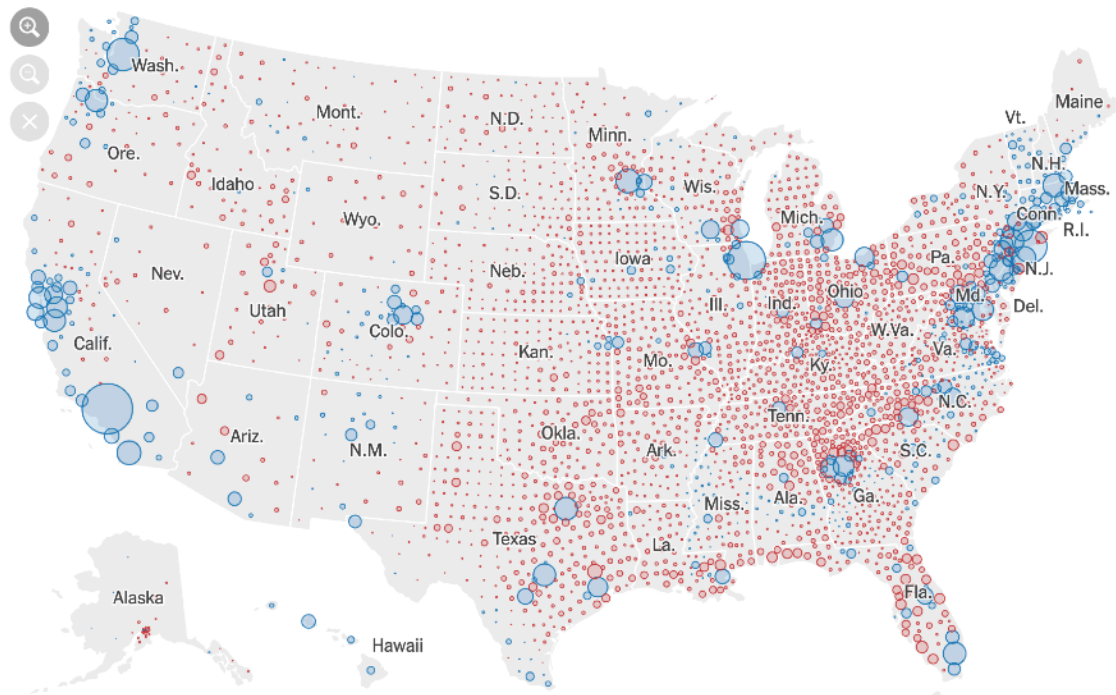 Wash.
Maine
Vt.
Mont.
N.D.
Minn.
Ore.
N.H.
Idaho
S.D.
Wis.
N.Y.
Mass.
Wyo.
Mich.
Conn.
R.I.
Nev.
Neb.
Iowa
Pa.
N.J.
Utah
Ill.
Ind.
Ohio
Md.
Del.
Calif.
Colo.
Kan.
Mo.
W.Va.
Va.
Ky.
N.C.
Ariz.
N.M.
Okla.
Tenn.
Ark.
S.C.
Miss.
Ala.
Ga.
Texas
La.
Fla.
Alaska
Hawaii